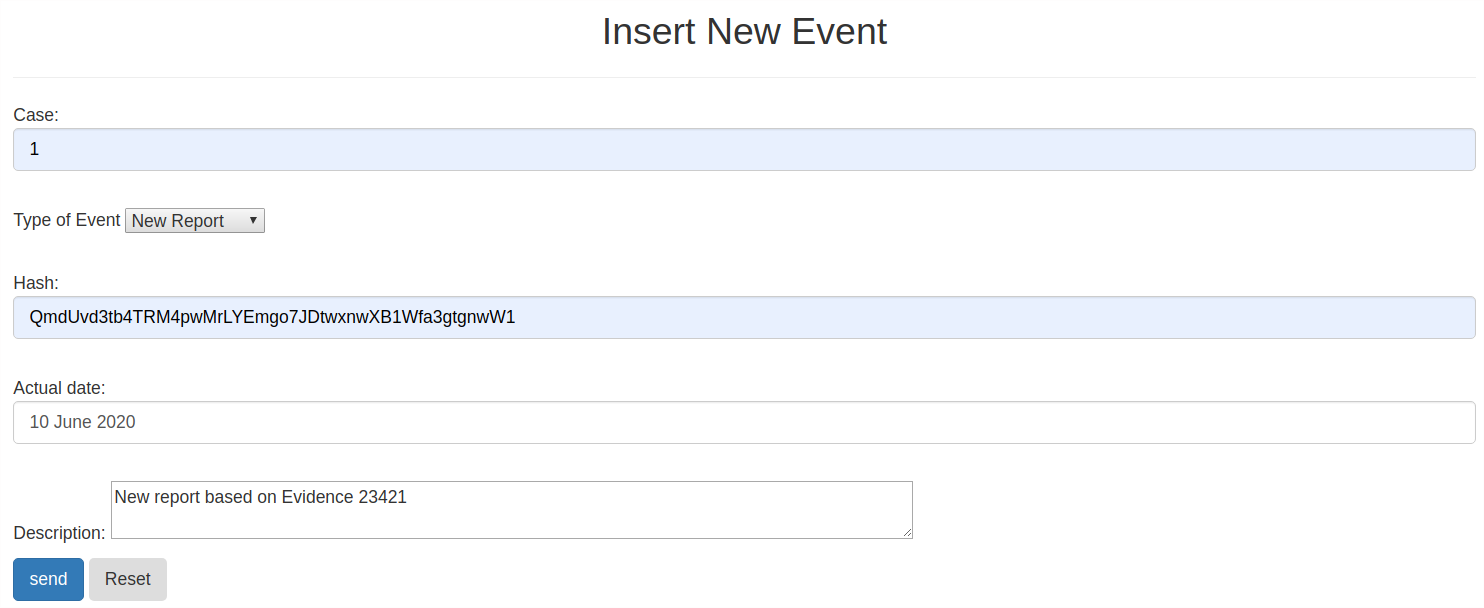 Insert New Event
Case:
1
Type of Event New Report
Hash:
QmdUvd3tb4TRM4pwMrLYEmgo7JDtwxnwXB1Wfa3gtgnwW1
Actual date:
10 June 2020
New report based on Evidence 23421
Description:
send Reset